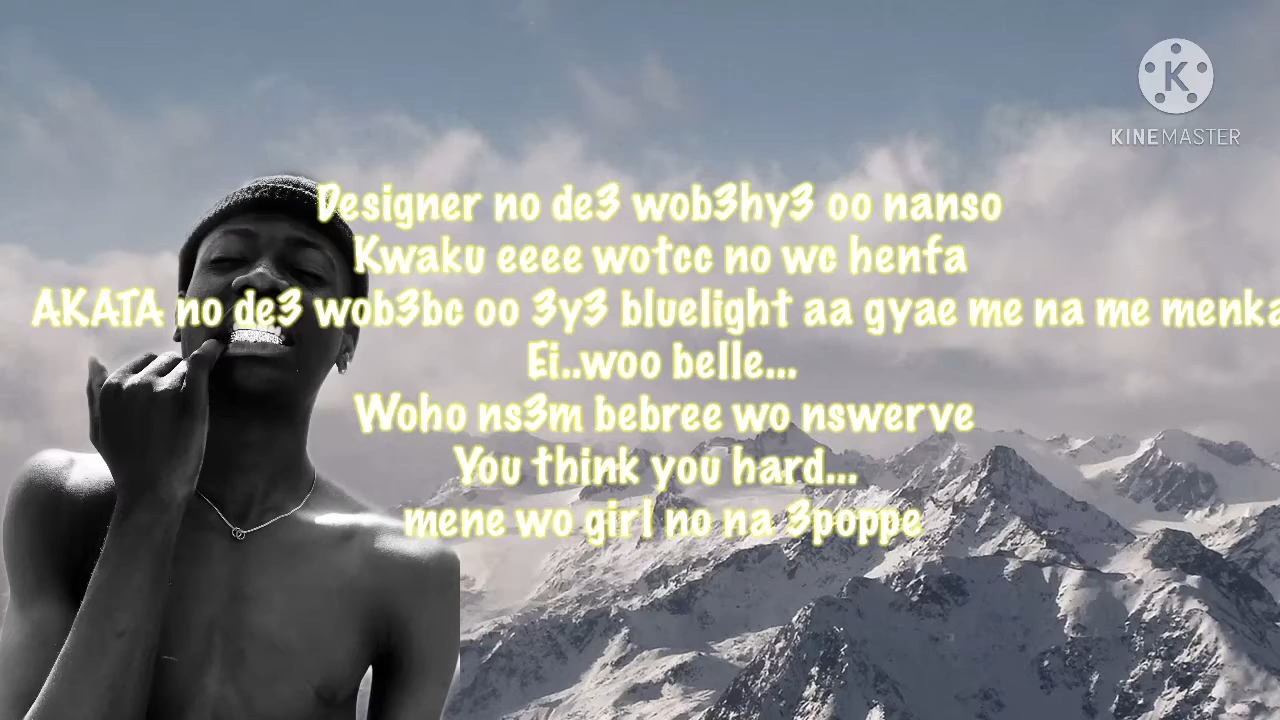 KINEMASTER
Designer no de3 wob3hy3 oo nanso
Kwaku eeee wotcc no wc henfa
AKATA no de3 wob3bc oo 3y3 bluelight aa gyae me na me menka
Ei..woo belle...
Woho ns3m bebree wo nswerve
You think you hard...
mene wo girl no na 3poppe